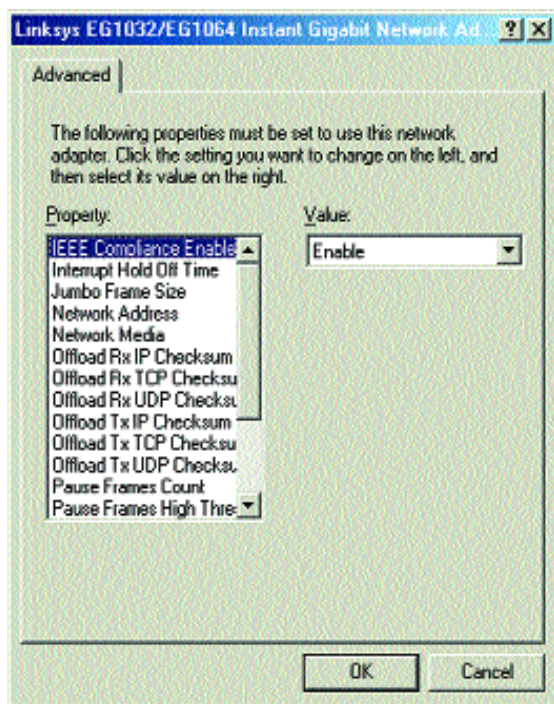 Linksys EG1032/EG1064 Instant Gigabit Network Ad...
Advanced
The following properties must be set to use this network
adapter. Click the setting you want to change on the left, and
then select its value on the right.
Property:
Value:
IEEE Compliance Enable
Enable
Interrupt Hold Off Time
Jumbo Frame Size
Network Address
Network Media
Offload Rx IP Checksum
Offload Rx TCP Checksu
Offload Rx UDP Checksu
Offload Tx IP Checksum
Offload Tx TCP Checksu
Offload Tx UDP Checksu
Pause Frames Count
Pause Frames High Thre
OK
Cancel